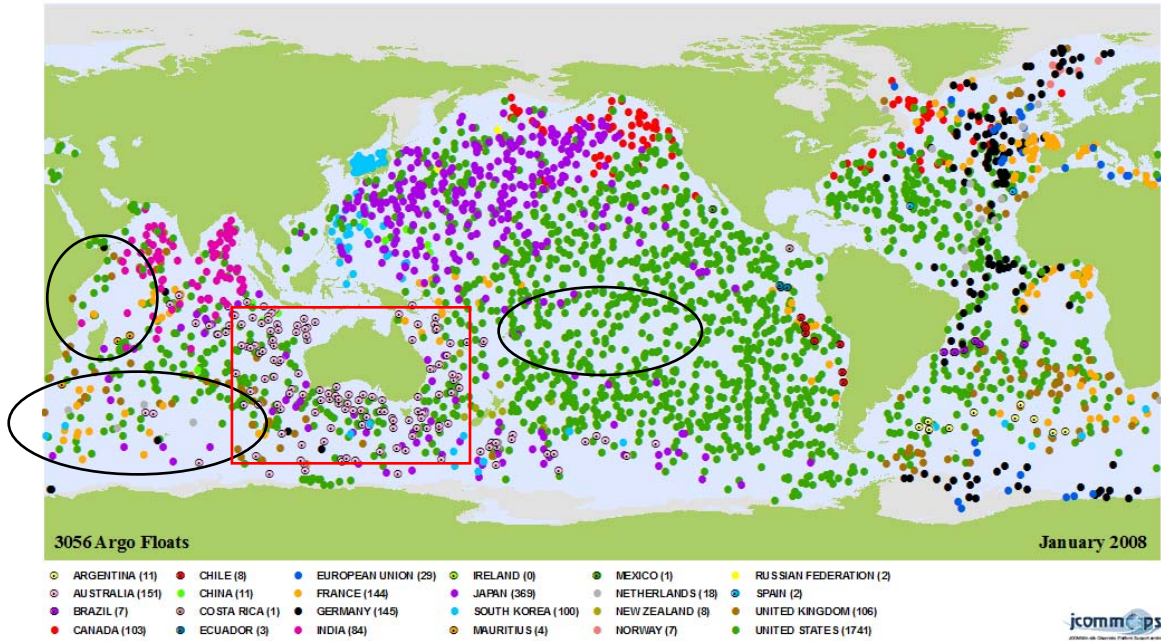 3056 Argo Floats
January 2008
ARGENTINA (11) CHILE (8) EUROPEAN UNION (29) IRELAND (0) MEXICO (1) RUSSIAN FEDERATION (2)
AUSTRALIA (151) CHINA (11) FRANCE (144) JAPAN (369) NETHERLANDS (18) SPAIN (2)
BRAZIL (7) COSTA RICA (1) GERMANY (145) SOUTH KOREA (100) NEW ZEALAND (8) UNITED KINGDOM (106)
CANADA (103) ECUADOR (3) INDIA (84) MAURITIUS (4) NORWAY (7) UNITED STATES (1741)
jcommops